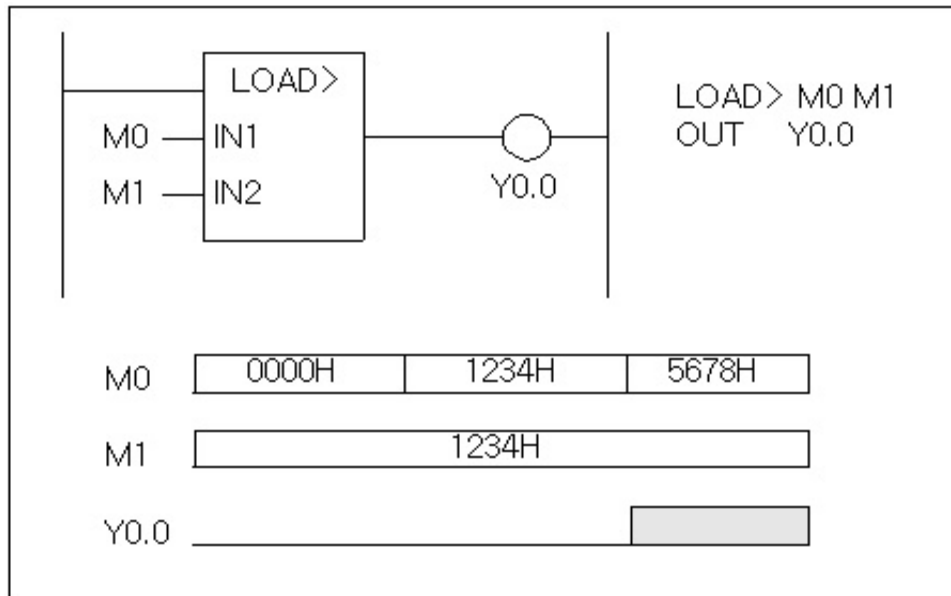 LOAD>
M0 IN1
M1 IN2
Y0.0
LOAD> M0 M1
OUT Y0.0
M0 0000H 1234H 5678H
M1 1234H
Y0.0